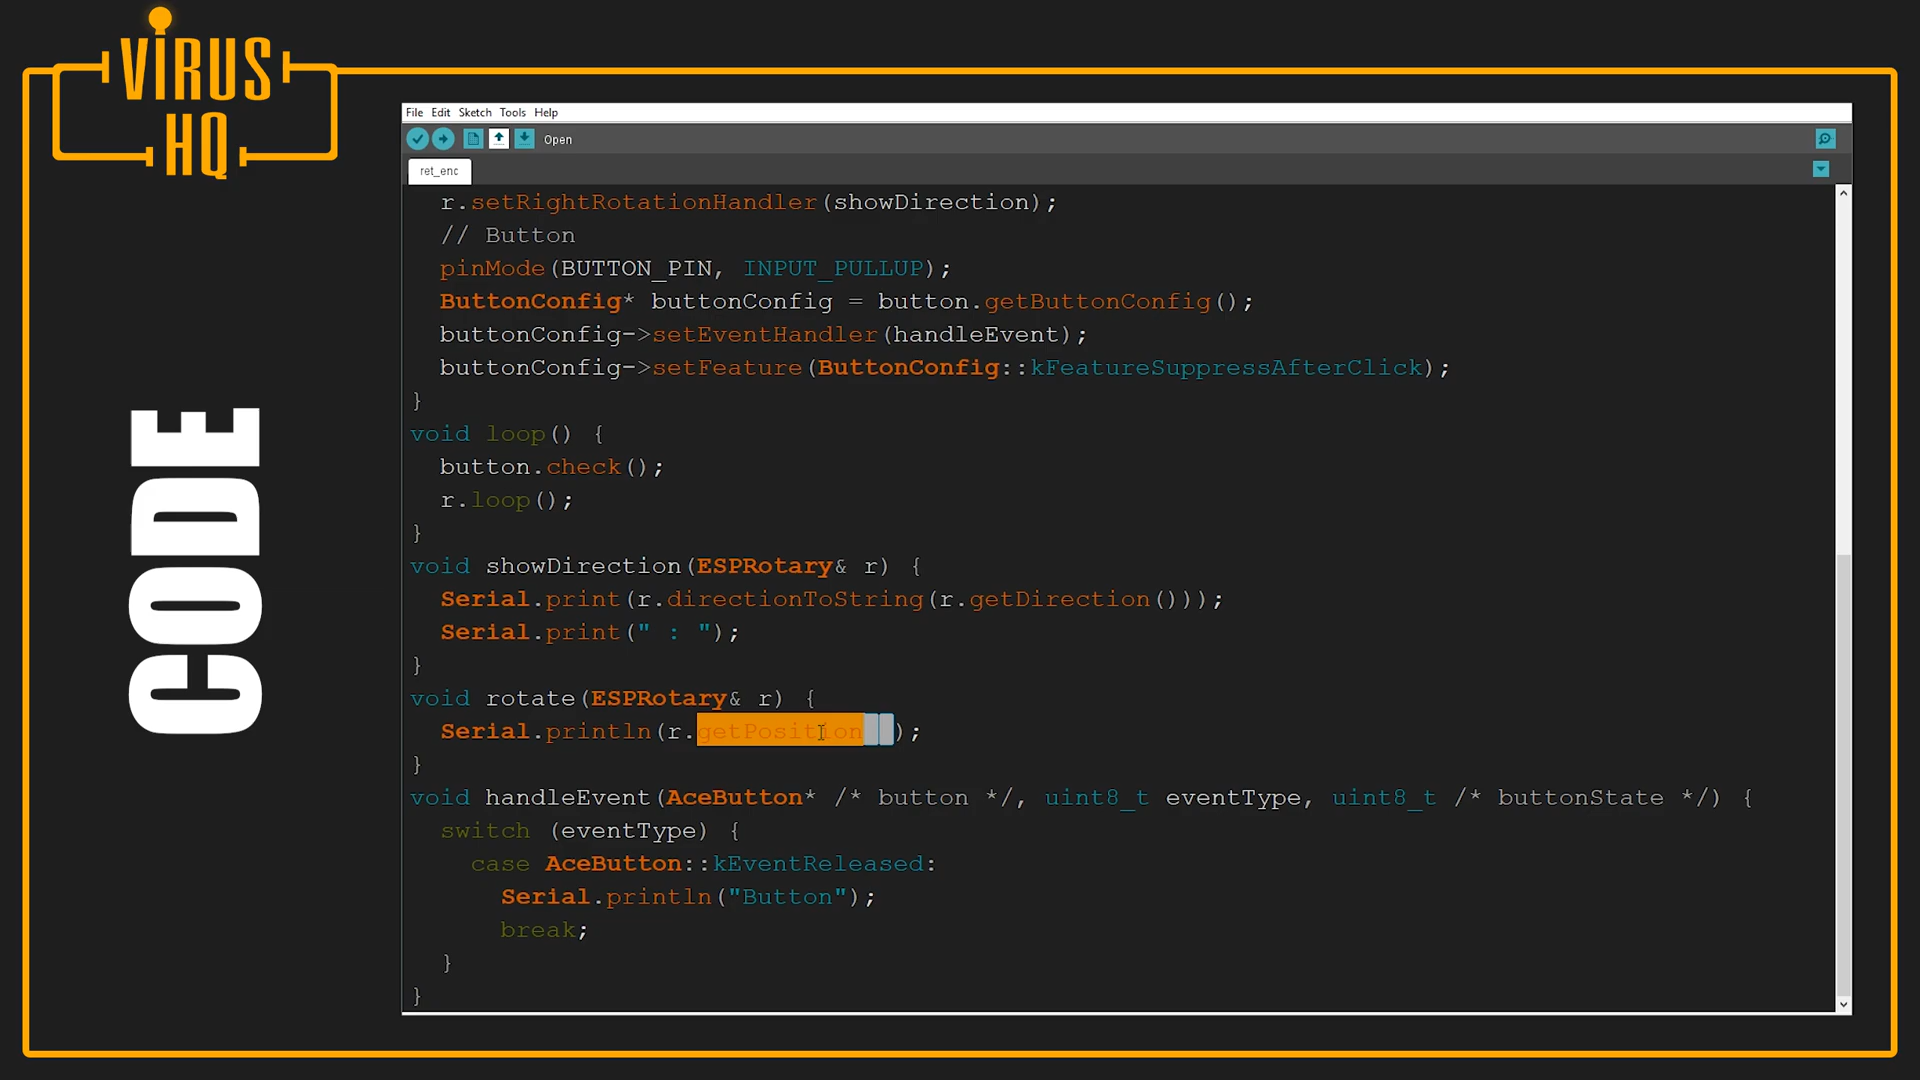 VIRUS
HQ
CODE
File Edit Sketch Tools Help
Open
ret_enc
r.setRightRotationHandler(showDirection);
// Button
pinMode(BUTTON_PIN, INPUT_PULLUP);
ButtonConfig* buttonConfig = button.getButtonConfig();
buttonConfig->setEventHandler(handleEvent);
buttonConfig->setFeature(ButtonConfig::kFeatureSuppressAfterClick);
}
void loop() {
button.check();
r.loop();
}
void showDirection(ESPRotary& r) {
Serial.print(r.directionToString(r.getDirection()));
Serial.print(" : ");
}
void rotate(ESPRotary& r) {
Serial.println(r.getPosition());
}
void handleEvent(AceButton* /* button */, uint8_t eventType, uint8_t /* buttonState */) {
switch (eventType) {
case AceButton::kEventReleased:
Serial.println("Button");
break;
}
}